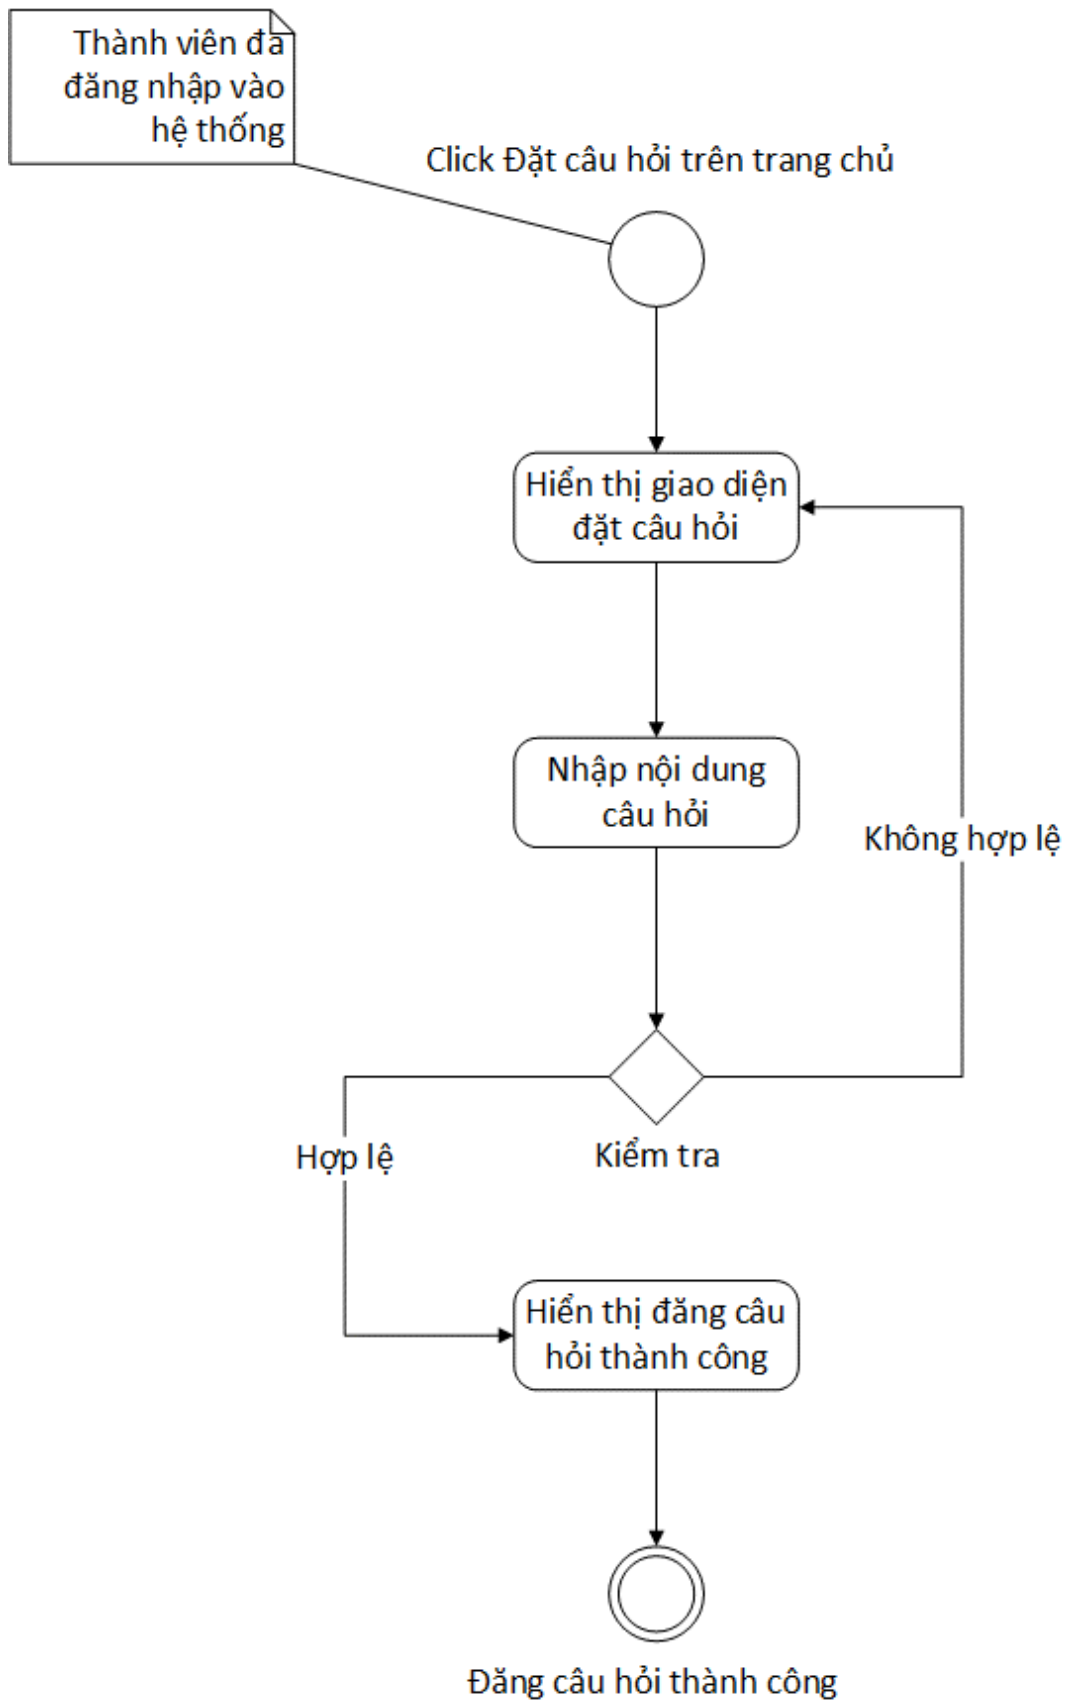 Thành viên đã
đăng nhập vào
hệ thống
Click Đặt câu hỏi trên trang chủ
Hiển thị giao diện
đặt câu hỏi
Nhập nội dung
câu hỏi
Không hợp lệ
Hợp lệ
Kiểm tra
Hiển thị đăng câu
hỏi thành công
Đăng câu hỏi thành công